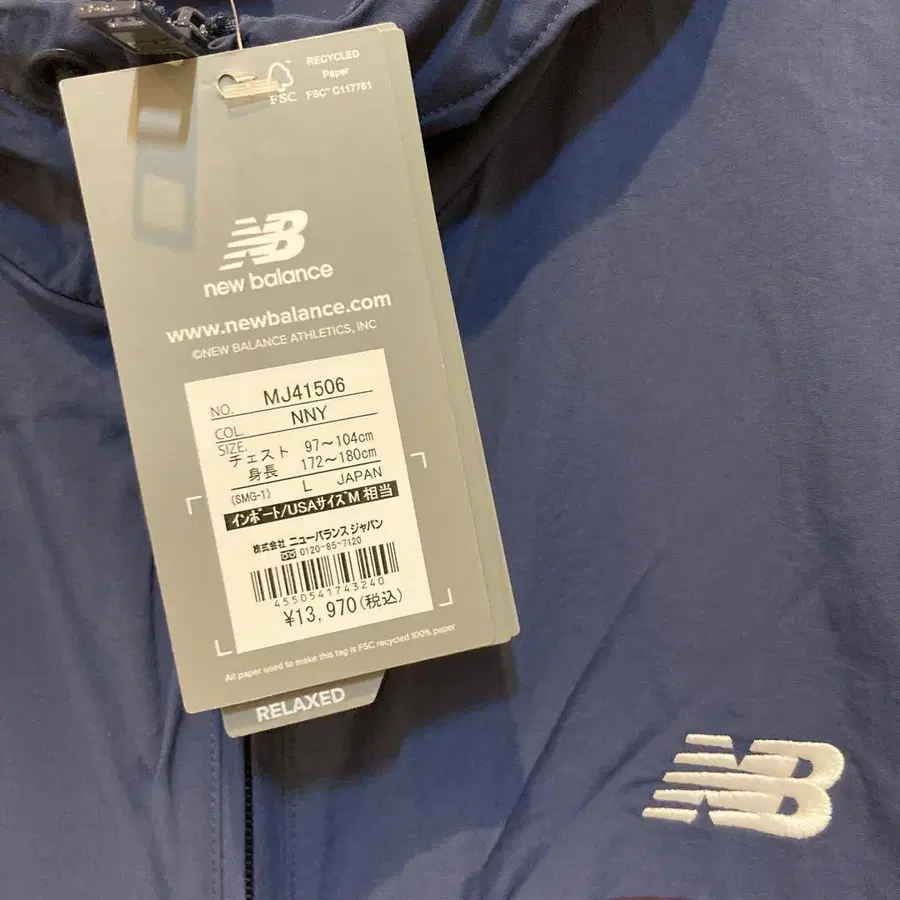 RECYCLED
Paper
FSC™ C117761
FSC
NB
new balance
www.newbalance.com
©NEW BALANCE ATHLETICS, INC
NO. MJ41506
COL. NNY
SIZE.
チェスト 97～104cm
身長 172～180cm
(SMG-1) L JAPAN
インポート/USAサイズM 相当
株式会社 ニューバランス ジャパン
0120-85-7120
4550541743240
¥13,970(税込)
All paper used to make this tag is FSC recycled 100% paper
RELAXED
NB